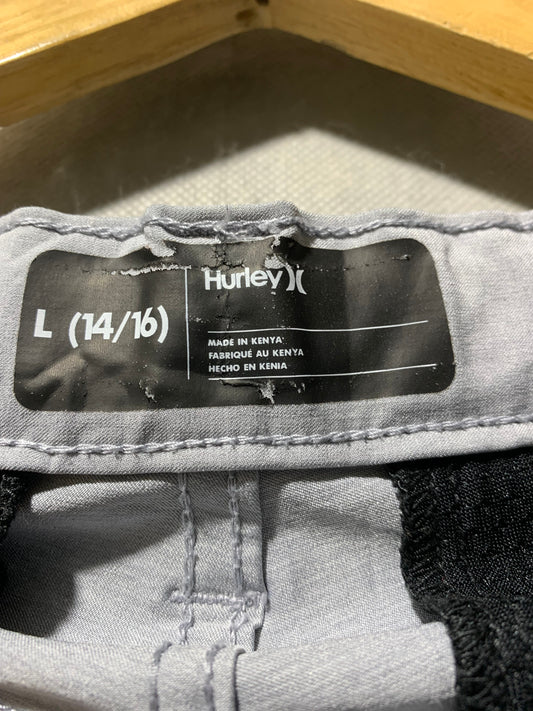 L (14/16)
Hurley)(
MADE IN KENYA
FABRIQUÉ AU KENYA
HECHO EN KENIA